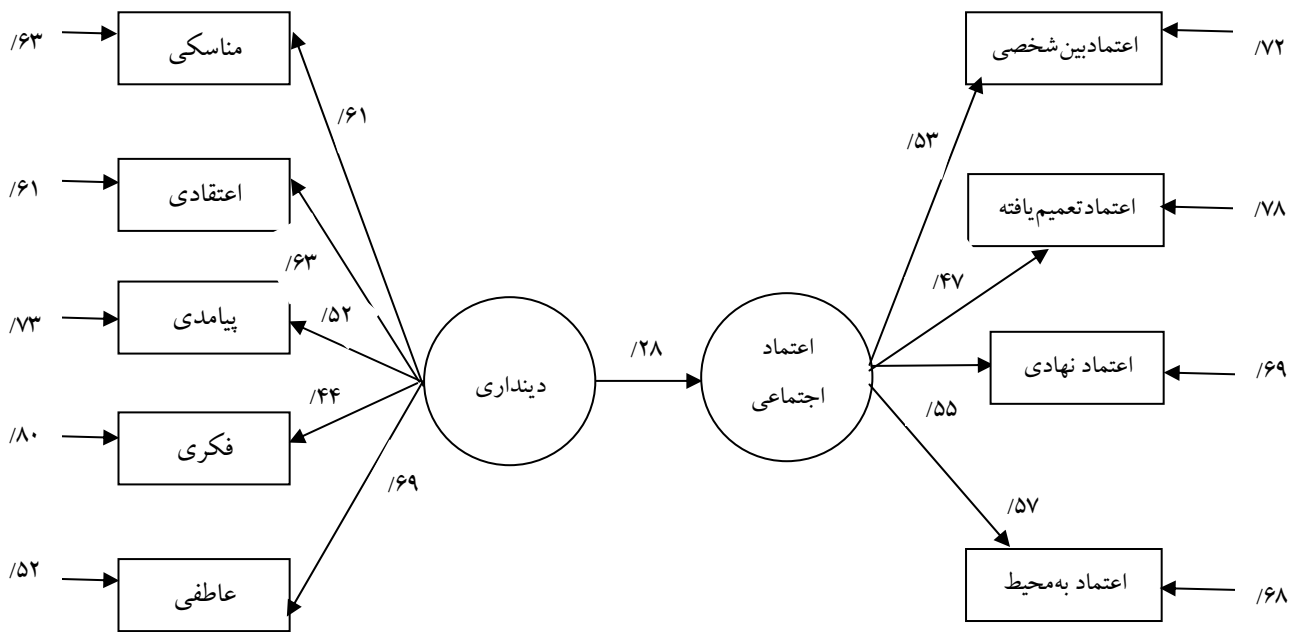 /۶۳
مناسکی
/۶۱
اعتمادبین‌شخصی
/۷۲
/۵۳
/۶۱
اعتقادی
/۶۳
اعتمادتعمیم‌یافته
/۷۸
/۴۷
/۷۳
پیامدی
/۵۲
/۲۸
اعتماد
اجتماعی
دینداری
اعتماد نهادی
/۶۹
/۵۵
/۸۰
فکری
/۴۴
/۶۹
/۵۷
/۵۲
عاطفی
اعتماد به‌محیط
/۶۸